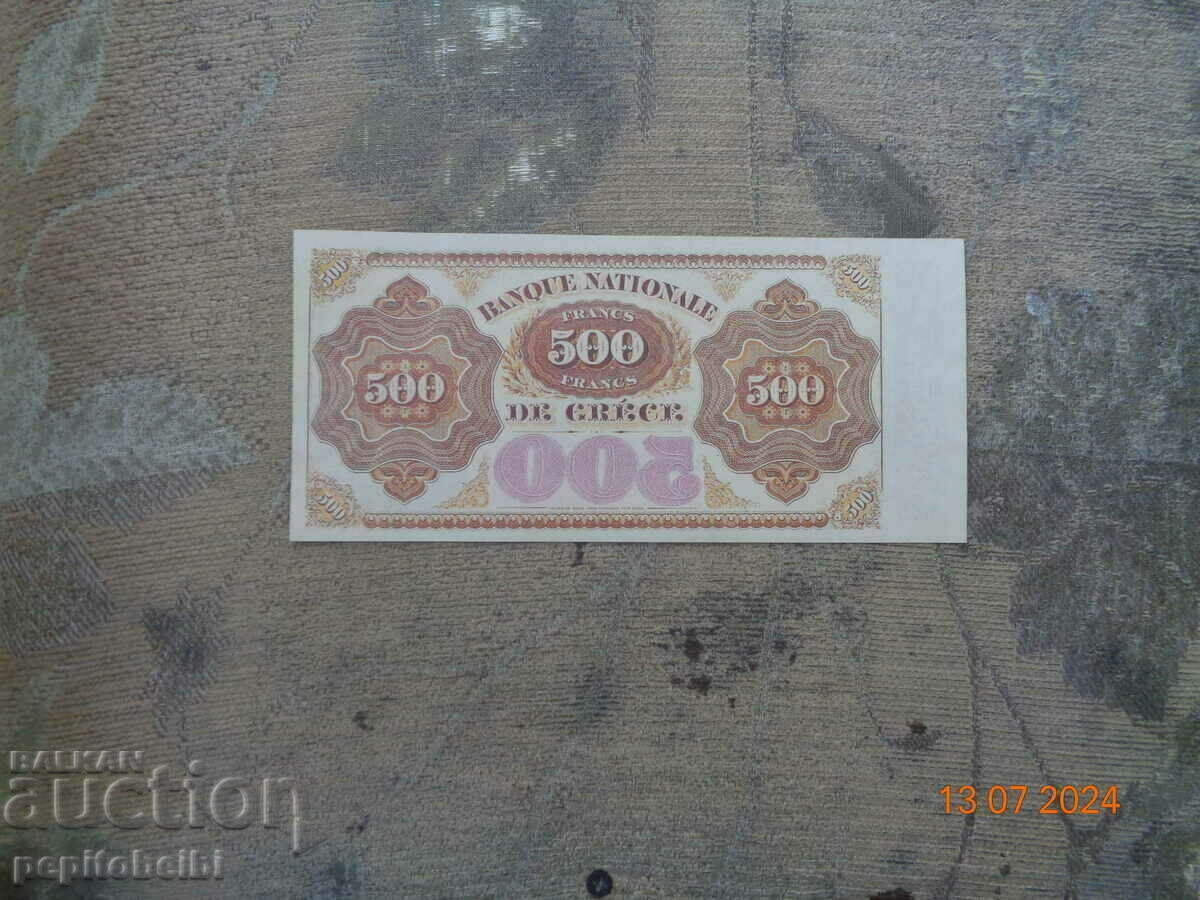 500 500
BANQUE NATIONALE
FRANCS
500 500 500
FRANCS
DE GRÉCE
500
500 500
13 07 2024
BALKAN
auction
pepitobeibi